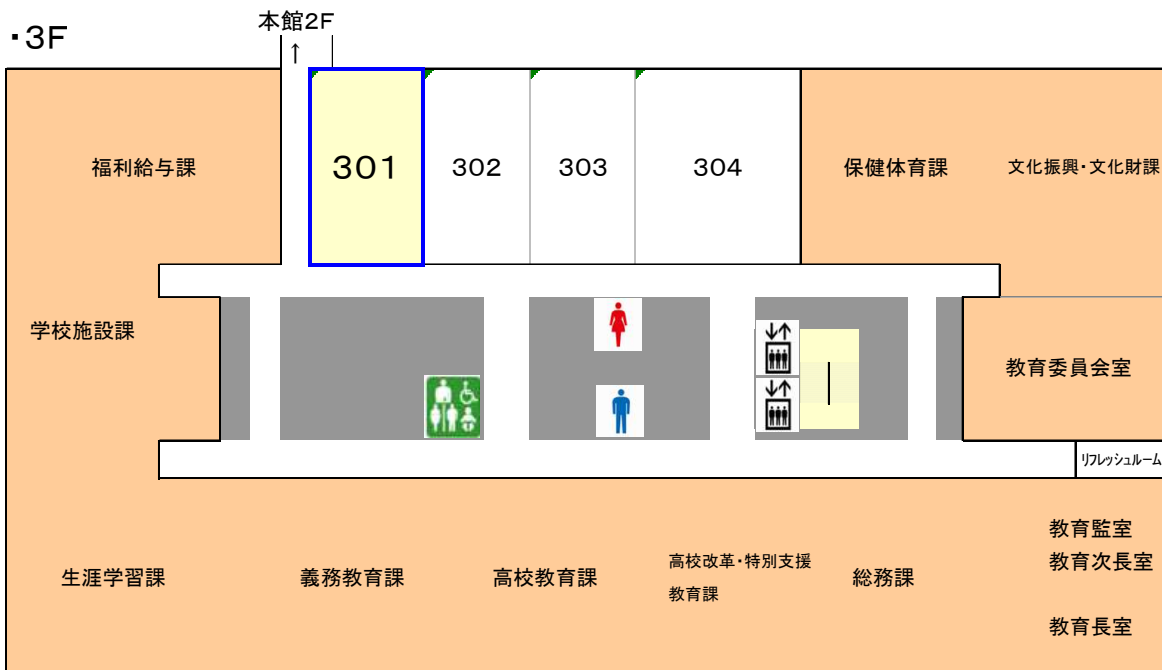 ・3F
本館2F
↑
福利給与課
301
302
303
304
保健体育課
文化振興・文化財課
学校施設課
教育委員会室
リフレッシュルーム
生涯学習課
義務教育課
高校教育課
高校改革・特別支援
教育課
総務課
教育監室
教育次長室
教育長室